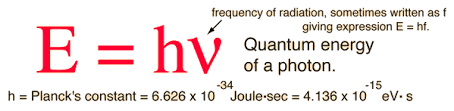 frequency of radiation, sometimes written as f
giving expression E = hf.
E = hν
Quantum energy
of a photon.
h = Planck's constant = 6.626 x 10⁻³⁴ Joule·sec = 4.136 x 10⁻¹⁵ eV· s